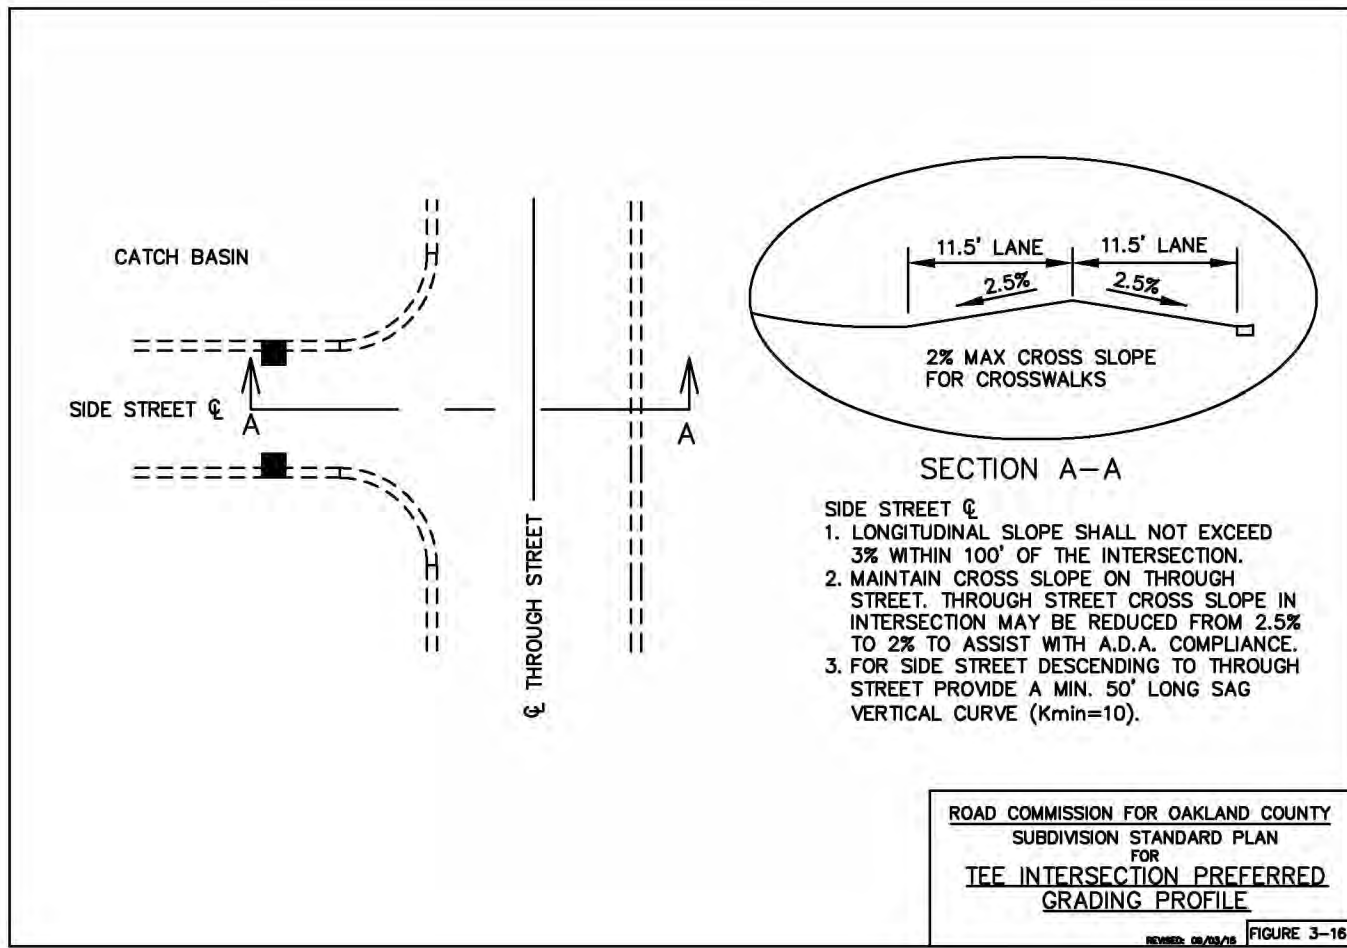 CATCH BASIN
SIDE STREET ℄
A
A
℄ THROUGH STREET
11.5' LANE
11.5' LANE
2.5%
2.5%
2% MAX CROSS SLOPE
FOR CROSSWALKS
SECTION A-A
SIDE STREET ℄
1. LONGITUDINAL SLOPE SHALL NOT EXCEED
3% WITHIN 100' OF THE INTERSECTION.
2. MAINTAIN CROSS SLOPE ON THROUGH
STREET. THROUGH STREET CROSS SLOPE IN
INTERSECTION MAY BE REDUCED FROM 2.5%
TO 2% TO ASSIST WITH A.D.A. COMPLIANCE.
3. FOR SIDE STREET DESCENDING TO THROUGH
STREET PROVIDE A MIN. 50' LONG SAG
VERTICAL CURVE (Kmin=10).
ROAD COMMISSION FOR OAKLAND COUNTY
SUBDIVISION STANDARD PLAN
FOR
TEE INTERSECTION PREFERRED
GRADING PROFILE
REVISED:
FIGURE 3-16